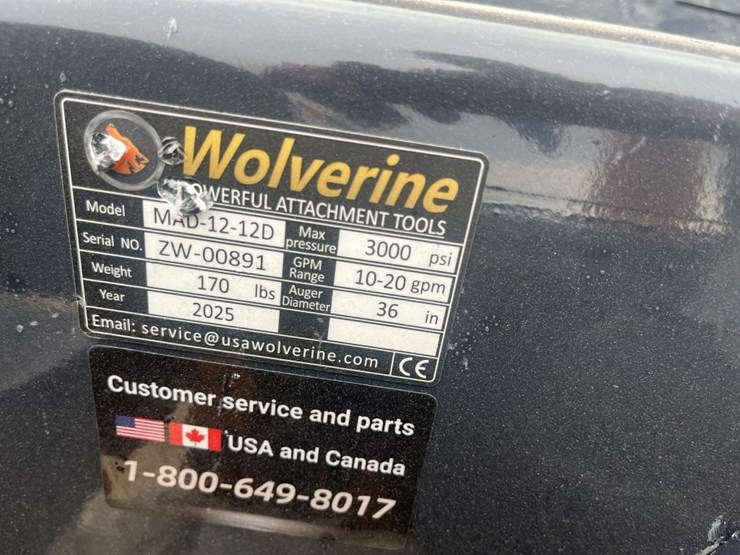 Wolverine
POWERFUL ATTACHMENT TOOLS
Model MAD-12-12D Max pressure 3000 psi
Serial NO. ZW-00891 GPM Range 10-20 gpm
Weight 170 lbs Auger Diameter 36 in
Year 2025
Email: service@usawolverine.com CE
Customer service and parts
USA and Canada
1-800-649-8017